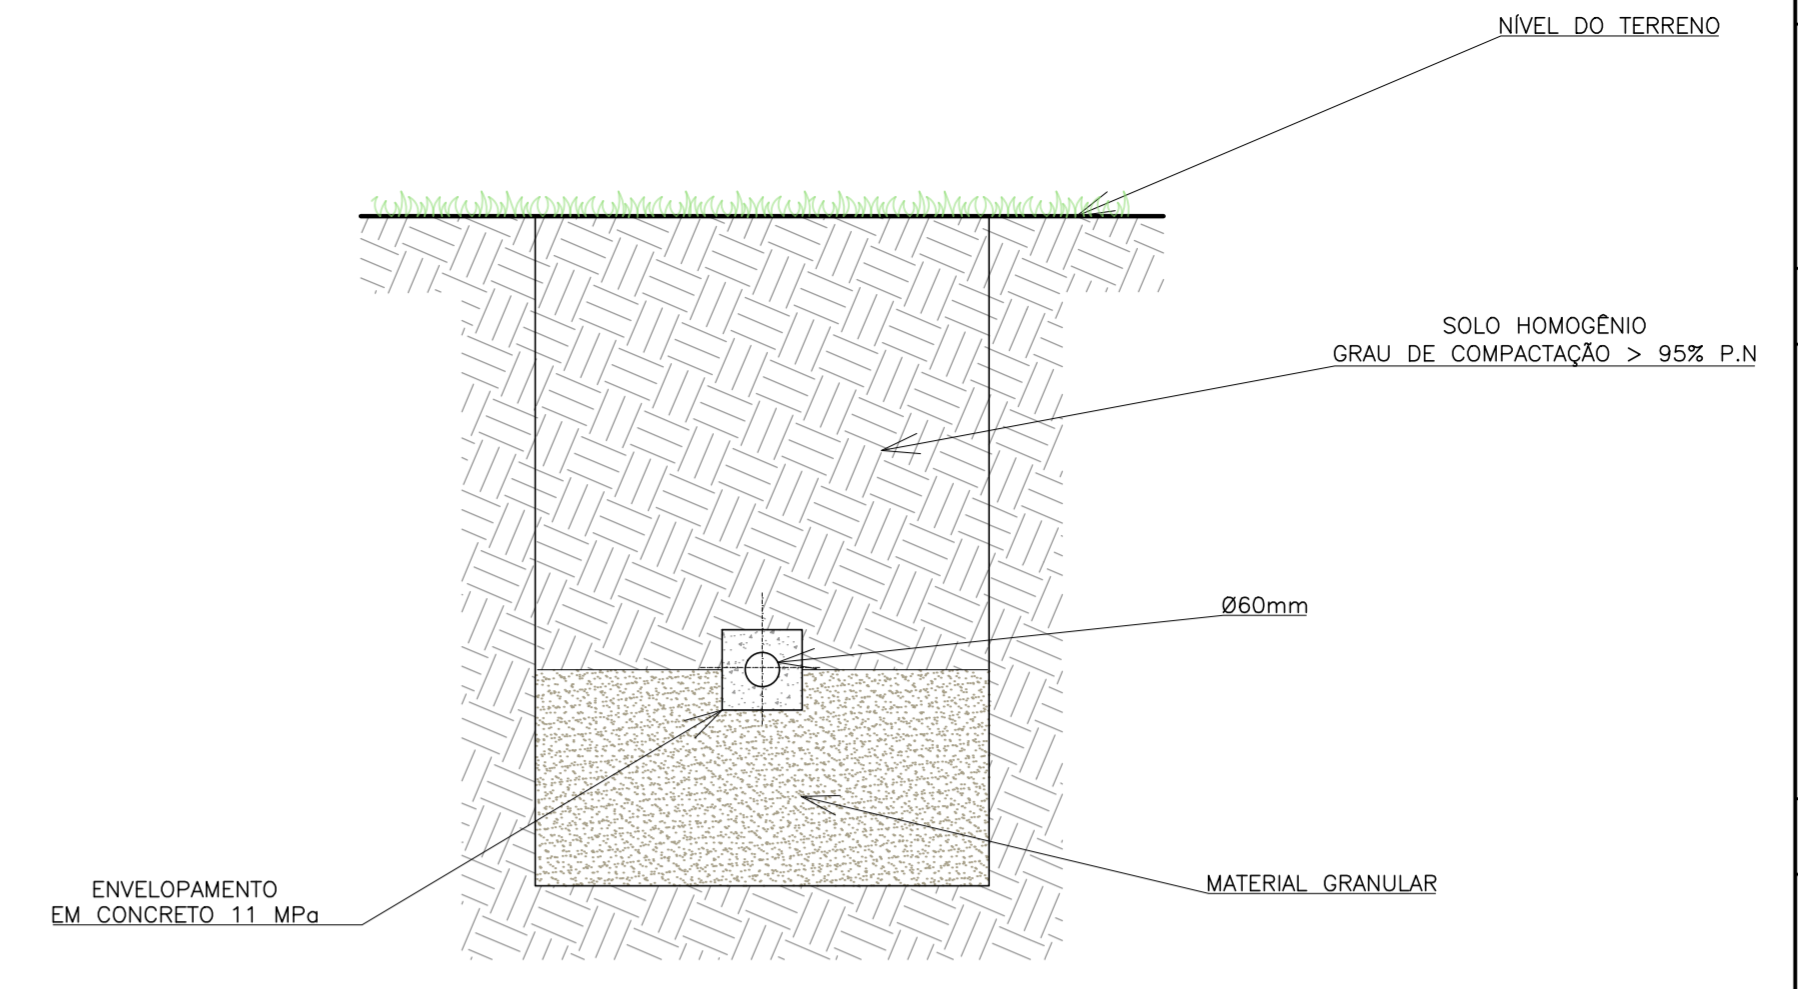 NÍVEL DO TERRENO
SOLO HOMOGÊNIO
GRAU DE COMPACTAÇÃO > 95% P.N
Ø60mm
MATERIAL GRANULAR
ENVELOPAMENTO
EM CONCRETO 11 MPa